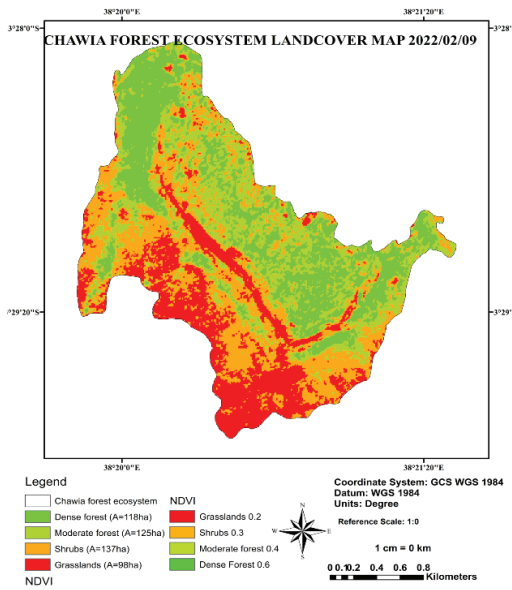 38°20'0"E 38°21'20"E
3°28'0"S
CHAWIA FOREST ECOSYSTEM LANDCOVER MAP 2022/02/09
3°28'0"S
3°29'20"S
3°29'20"S
38°20'0"E 38°21'20"E
Legend
Chawia forest ecosystem
Dense forest (A=118ha)
Moderate forest (A=125ha)
Shrubs (A=137ha)
Grasslands (A=98ha)
NDVI
NDVI
Grasslands 0.2
Shrubs 0.3
Moderate forest 0.4
Dense Forest 0.6
N
W E
S
Coordinate System: GCS WGS 1984
Datum: WGS 1984
Units: Degree
Reference Scale: 1:0
1 cm = 0 km
0 0.1 0.2 0.4 0.6 0.8
Kilometers